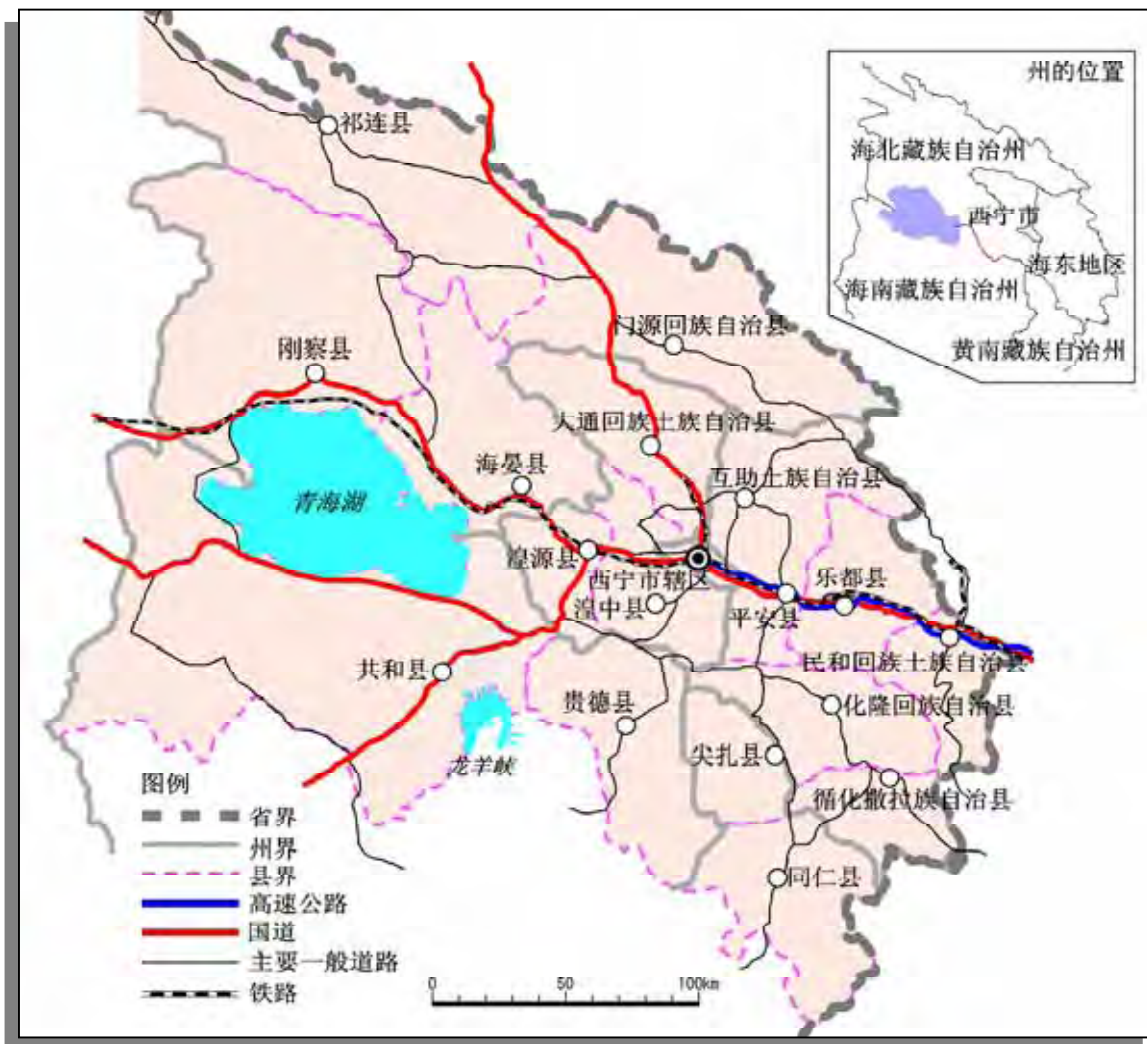 州的位置
海北藏族自治州
西宁市
海东地区
海南藏族自治州
黄南藏族自治州
祁连县
门源回族自治县
刚察县
大通回族土族自治县
海晏县
互助土族自治县
青海湖
湟源县
西宁市辖区
乐都县
湟中县
平安县
民和回族土族自治县
共和县
贵德县
化隆回族自治县
尖扎县
龙羊峡
循化撒拉族自治县
同仁县
图例
省界
州界
县界
高速公路
国道
主要一般道路
铁路
0 50 100km